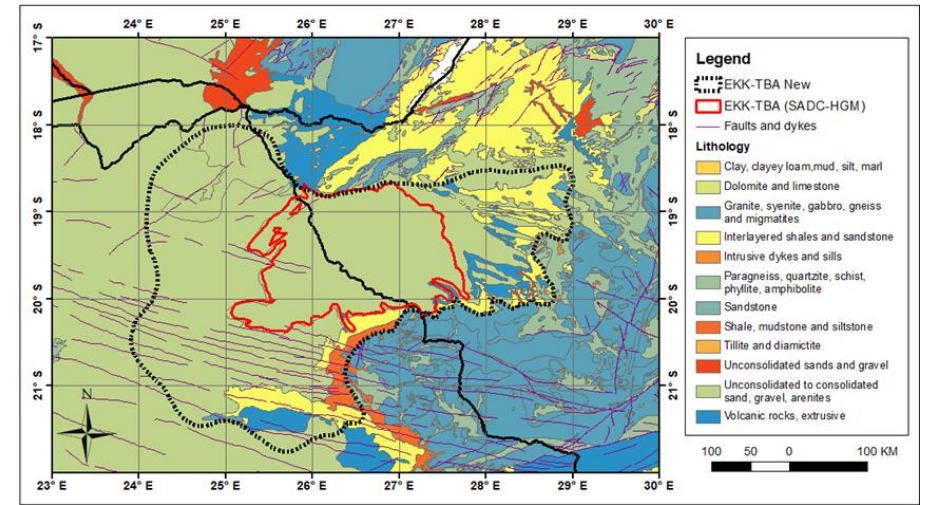 23° E 24° E 25° E 26° E 27° E 28° E 29° E 30° E
17° S
18° S
19° S
20° S
21° S
18° S
19° S
20° S
21° S
N
23° E 24° E 25° E 26° E 27° E 28° E 29° E 30° E
Legend
EKK-TBA New
EKK-TBA (SADC-HGM)
Faults and dykes
Lithology
Clay, clayey loam,mud, silt, marl
Dolomite and limestone
Granite, syenite, gabbro, gneiss
and migmatites
Interlayered shales and sandstone
Intrusive dykes and sills
Paragneiss, quartzite, schist,
phyllite, amphibolite
Sandstone
Shale, mudstone and siltstone
Tillite and diamictite
Unconsolidated sands and gravel
Unconsolidated to consolidated
sand, gravel, arenites
Volcanic rocks, extrusive
100 50 0 100 KM